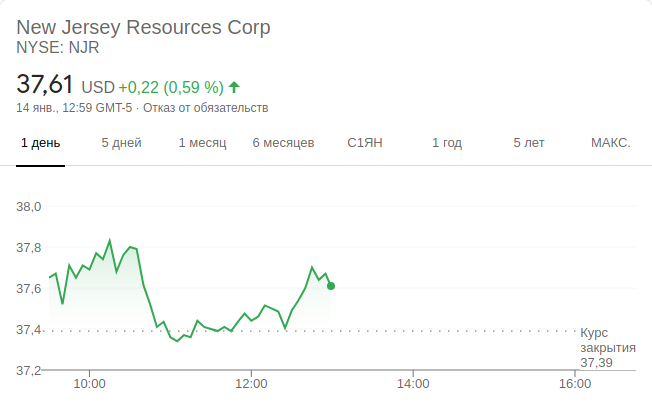 New Jersey Resources Corp
NYSE: NJR
37,61 USD +0,22 (0,59 %)
14 янв., 12:59 GMT-5 · Отказ от обязательств
1 день 5 дней 1 месяц 6 месяцев С1ЯН 1 год 5 лет МАКС.
38,0
37,8
37,6
37,4
37,2
Курс
закрытия
37,39
10:00 12:00 14:00 16:00